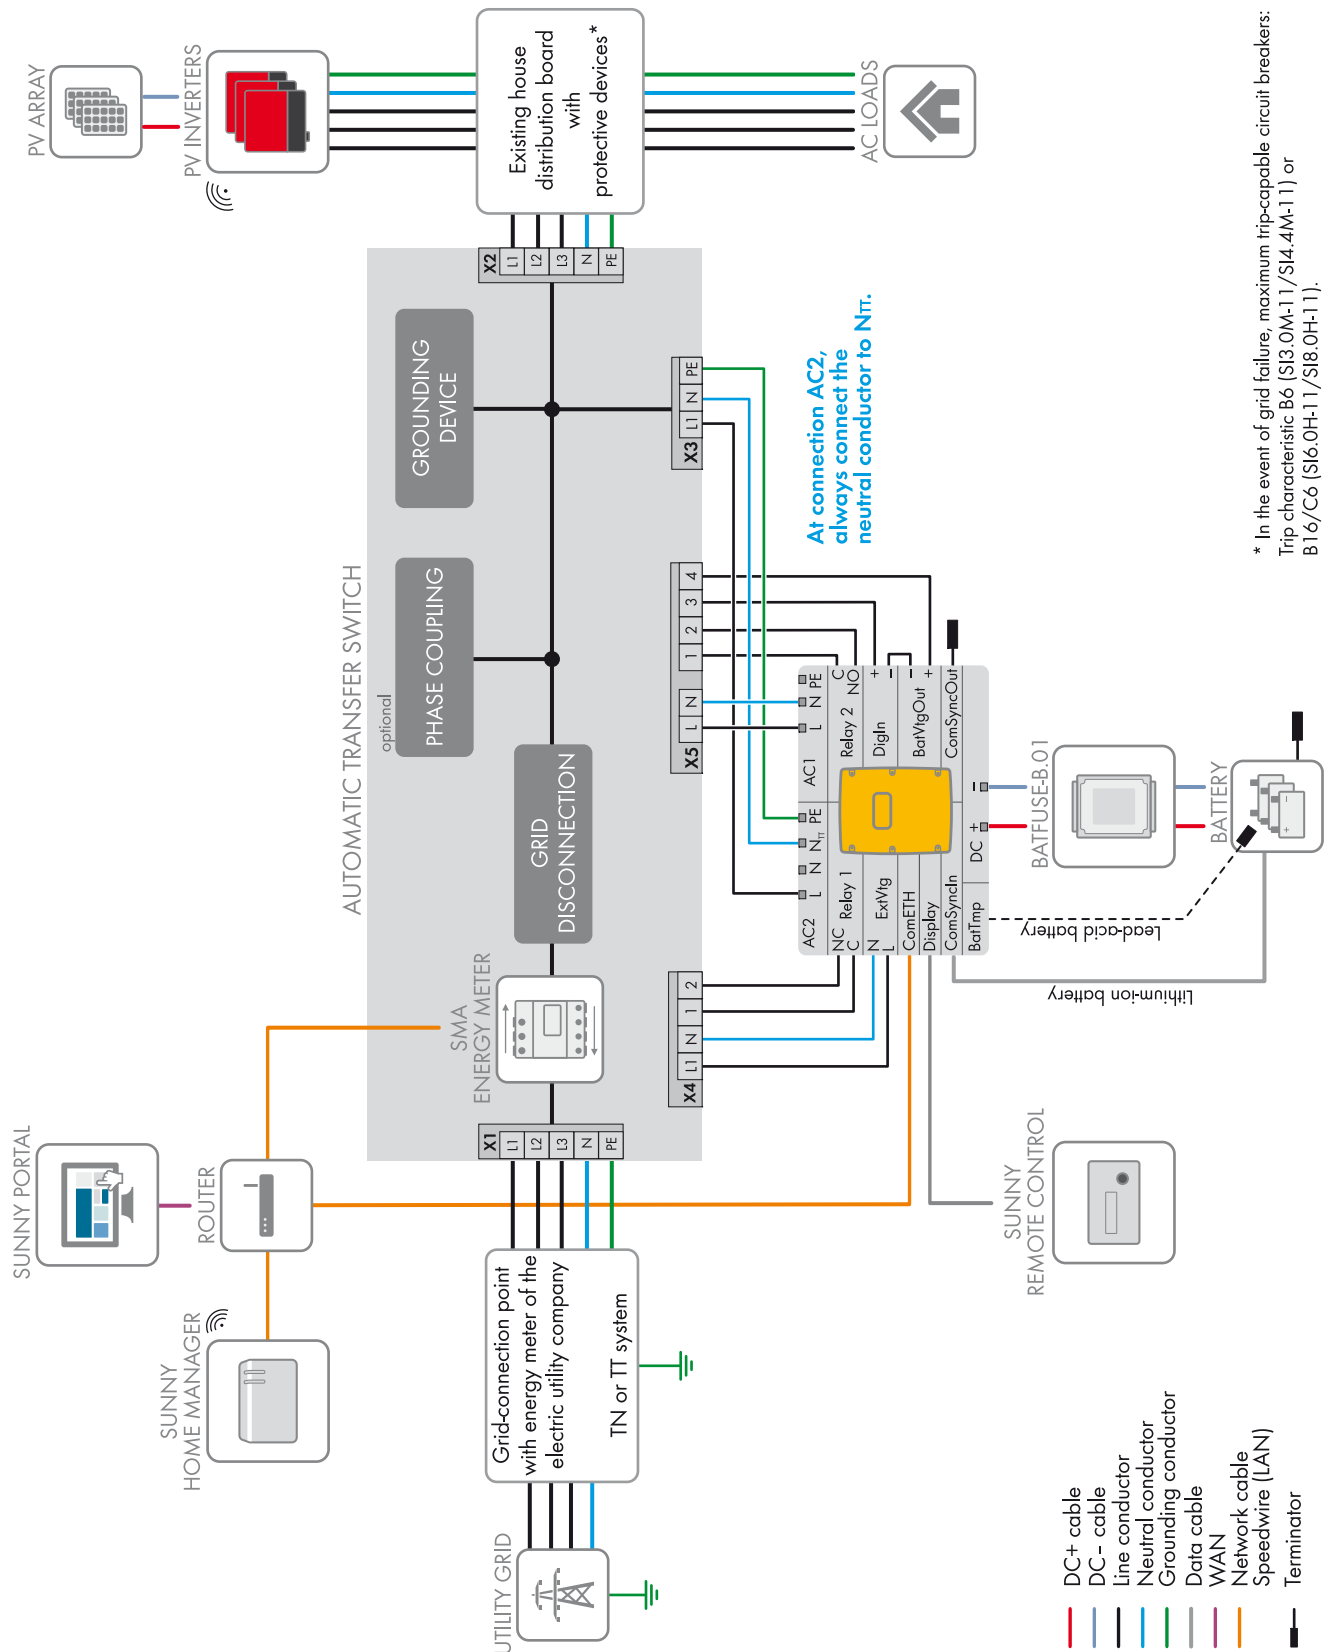 UTILITY GRID
Grid-connection point
with energy meter of the
electric utility company
TN or TT system
SUNNY
HOME MANAGER
SUNNY PORTAL
ROUTER
AUTOMATIC TRANSFER SWITCH
X1
L1
L2
L3
N
PE
SMA
ENERGY METER
GRID
DISCONNECTION
optional
PHASE COUPLING
GROUNDING
DEVICE
X2
L1
L2
L3
N
PE
X4
L1
N
1
2
X5
L
N
1
2
3
4
X3
L1
N
PE
PV ARRAY
PV INVERTERS
Existing house
distribution board
with
protective devices*
AC LOADS
At connection AC2,
always connect the
neutral conductor to NTT.
AC2
L
N
NTT
PE
AC1
L
N
PE
NC
C
Relay 1
N
L
ExtVtg
ComETH
Display
ComSyncIn
BatTmp
Relay 2
C
NO
DigIn
+
–
BatVtgOut
–
+
ComSyncOut
DC +
–
SUNNY
REMOTE CONTROL
Lithium-ion battery
Lead-acid battery
BATFUSE-B.01
BATTERY
DC+ cable
DC– cable
Line conductor
Neutral conductor
Grounding conductor
Data cable
WAN
Network cable
Speedwire (LAN)
Terminator
* In the event of grid failure, maximum trip-capable circuit breakers:
Trip characteristic B6 (SI3.0M-11/SI4.4M-11) or
B16/C6 (SI6.0H-11/SI8.0H-11).